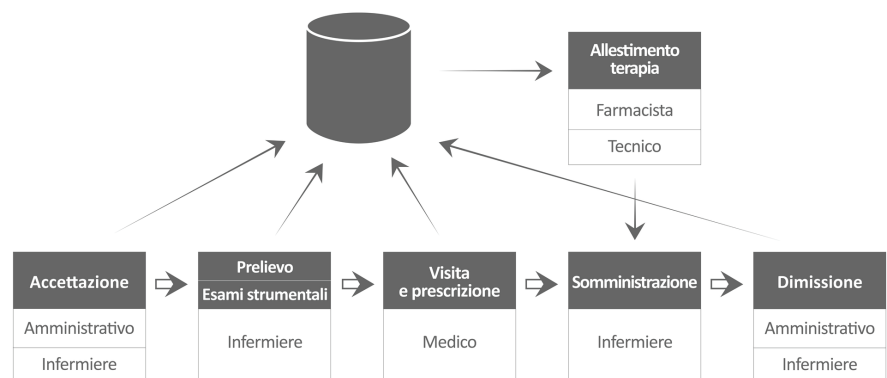 Allestimento
terapia
Farmacista
Tecnico
Accettazione
Amministrativo
Infermiere
Prelievo
Esami strumentali
Infermiere
Visita
e prescrizione
Medico
Somministrazione
Infermiere
Dimissione
Amministrativo
Infermiere